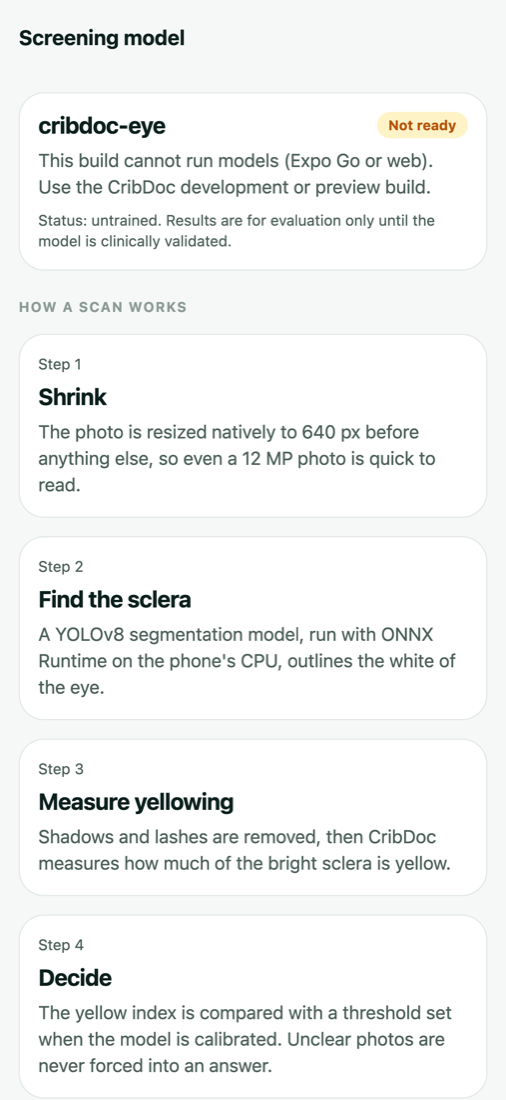 Screening model
cribdoc-eye
Not ready
This build cannot run models (Expo Go or web).
Use the CribDoc development or preview build.
Status: untrained. Results are for evaluation only until the
model is clinically validated.
HOW A SCAN WORKS
Step 1
Shrink
The photo is resized natively to 640 px before
anything else, so even a 12 MP photo is quick to
read.
Step 2
Find the sclera
A YOLOv8 segmentation model, run with ONNX
Runtime on the phone's CPU, outlines the white of
the eye.
Step 3
Measure yellowing
Shadows and lashes are removed, then CribDoc
measures how much of the bright sclera is yellow.
Step 4
Decide
The yellow index is compared with a threshold set
when the model is calibrated. Unclear photos are
never forced into an answer.